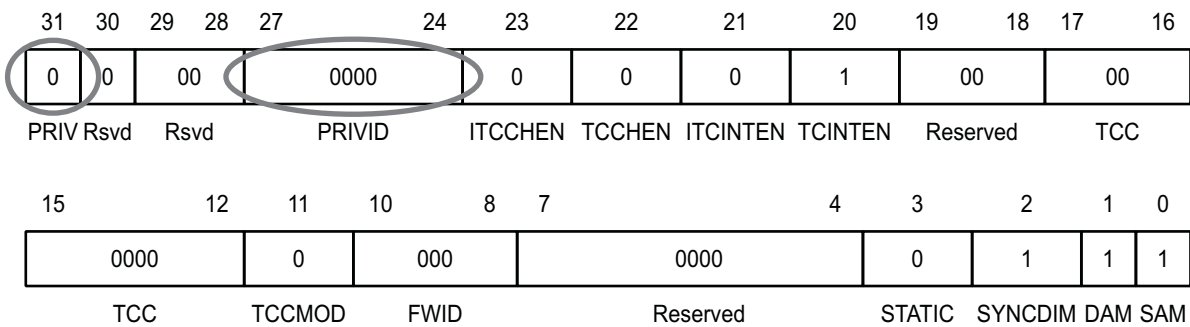 31 30 29 28 27 24 23 22 21 20 19 18 17 16
0 0 00 0000 0 0 0 1 00 00
PRIV Rsvd Rsvd PRIVID ITCCHEN TCCHEN ITCINTEN TCINTEN Reserved TCC
15 12 11 10 8 7 4 3 2 1 0
0000 0 000 0000 0 1 1 1
TCC TCCMOD FWID Reserved STATIC SYNCDIM DAM SAM